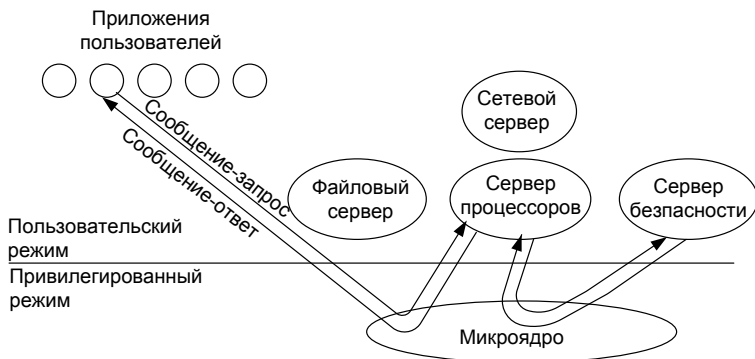 Приложения
пользователей
Сетевой
сервер
Сообщение-запрос
Сообщение-ответ
Файловый
сервер
Сервер
процессоров
Сервер
безпасности
Пользовательский
режим
Привилегированный
режим
Микроядро